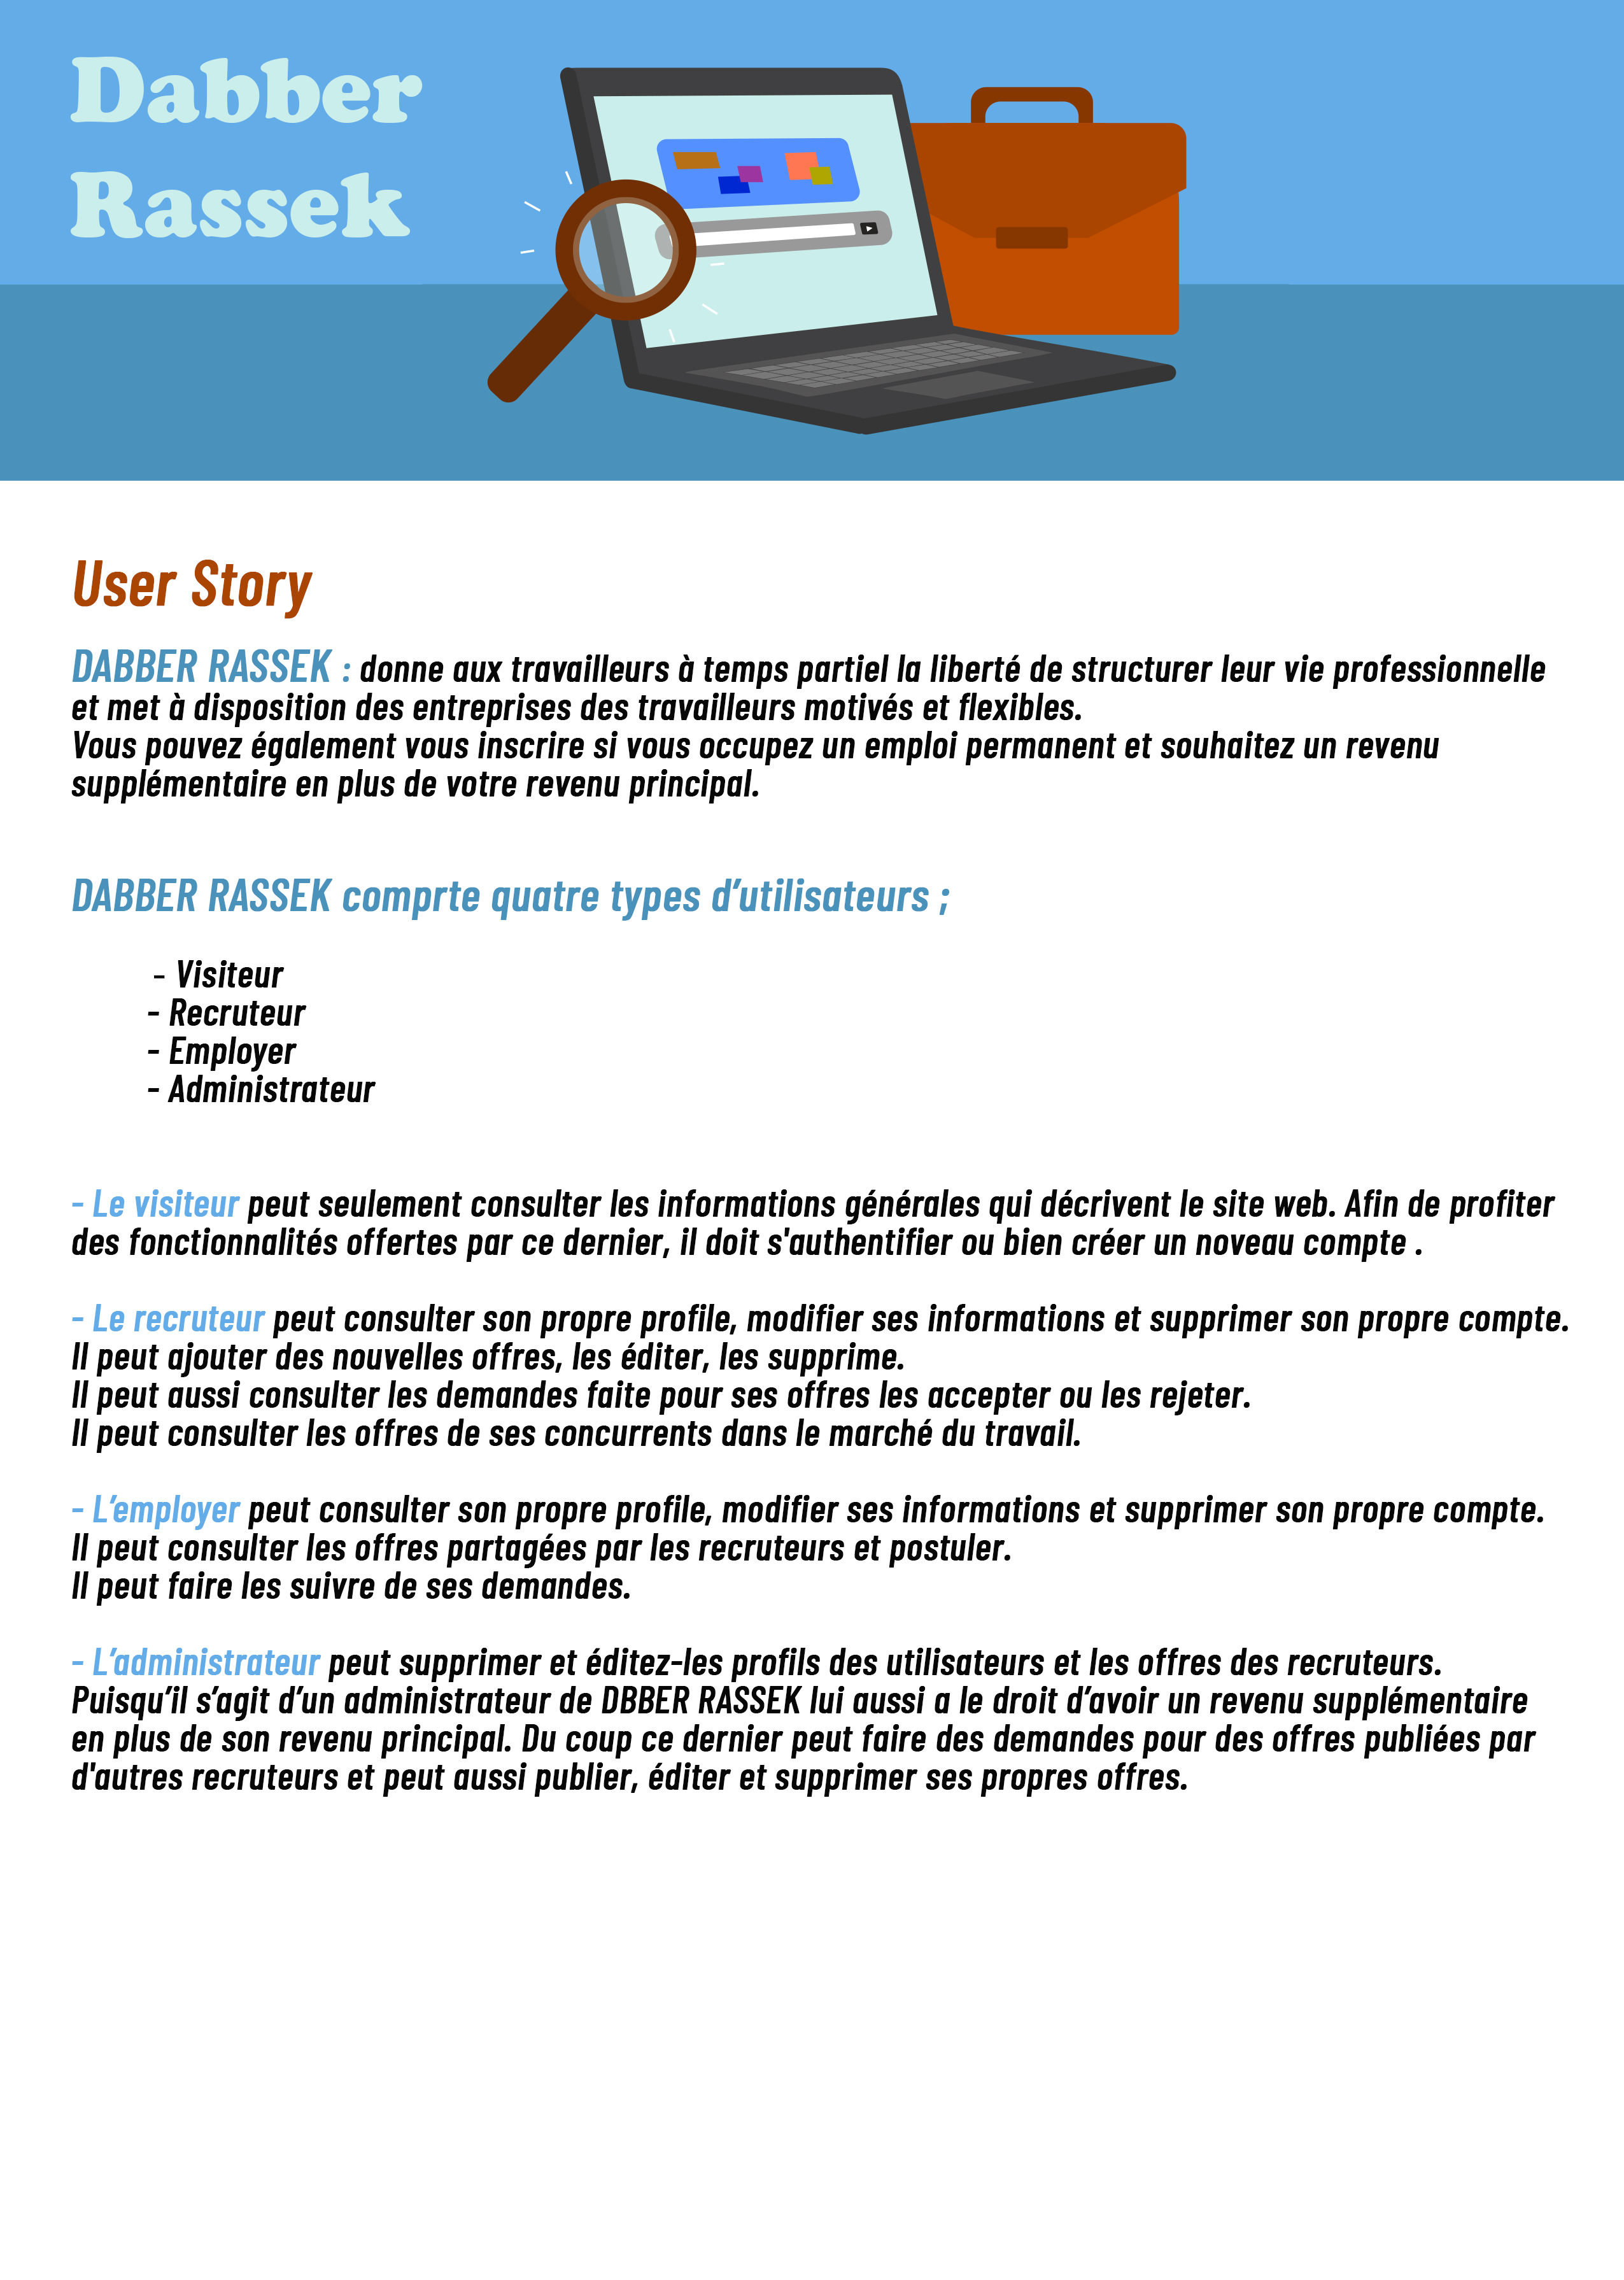 Dabber
Rassek
User Story
DABBER RASSEK : donne aux travailleurs à temps partiel la liberté de structurer leur vie professionnelle
et met à disposition des entreprises des travailleurs motivés et flexibles.
Vous pouvez également vous inscrire si vous occupez un emploi permanent et souhaitez un revenu
supplémentaire en plus de votre revenu principal.
DABBER RASSEK comprte quatre types d’utilisateurs ;
- Visiteur
- Recruteur
- Employer
- Administrateur
- Le visiteur peut seulement consulter les informations générales qui décrivent le site web. Afin de profiter
des fonctionnalités offertes par ce dernier, il doit s'authentifier ou bien créer un noveau compte .
- Le recruteur peut consulter son propre profile, modifier ses informations et supprimer son propre compte.
Il peut ajouter des nouvelles offres, les éditer, les supprime.
Il peut aussi consulter les demandes faite pour ses offres les accepter ou les rejeter.
Il peut consulter les offres de ses concurrents dans le marché du travail.
- L’employer peut consulter son propre profile, modifier ses informations et supprimer son propre compte.
Il peut consulter les offres partagées par les recruteurs et postuler.
Il peut faire les suivre de ses demandes.
- L’administrateur peut supprimer et éditez-les profils des utilisateurs et les offres des recruteurs.
Puisqu’il s’agit d’un administrateur de DBBER RASSEK lui aussi a le droit d’avoir un revenu supplémentaire
en plus de son revenu principal. Du coup ce dernier peut faire des demandes pour des offres publiées par
d'autres recruteurs et peut aussi publier, éditer et supprimer ses propres offres.